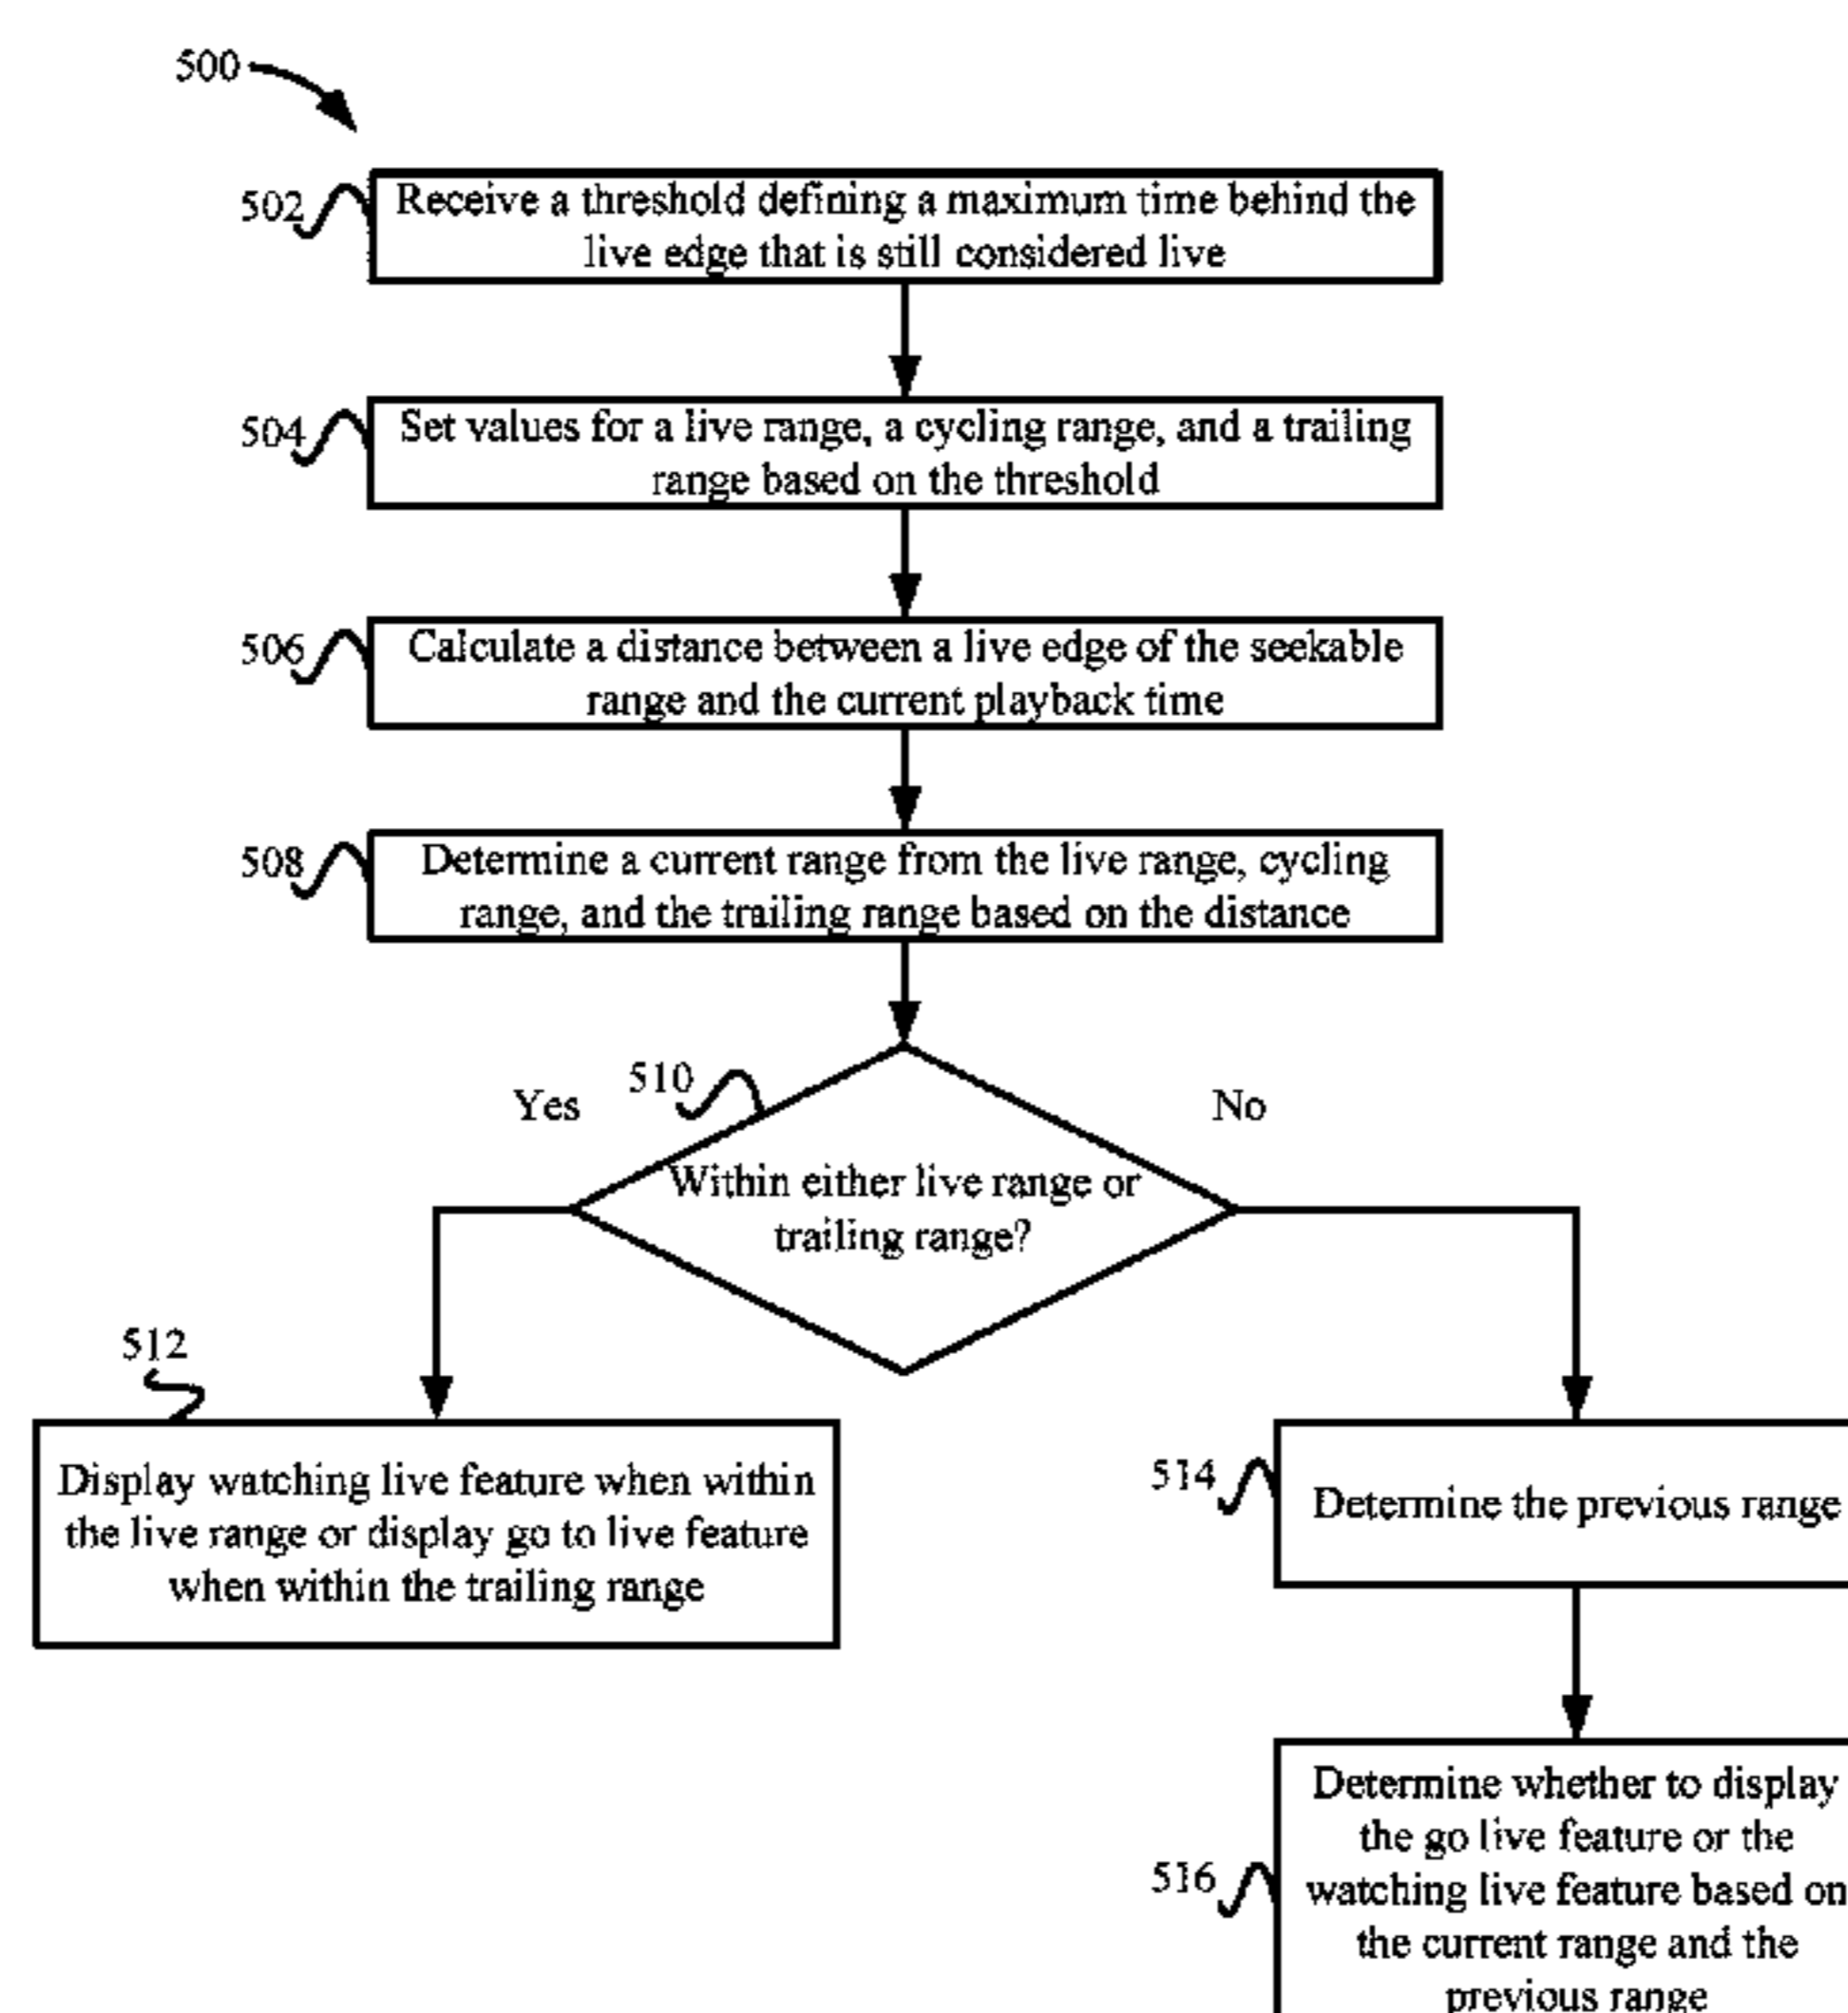 500
502
Receive a threshold defining a maximum time behind the
live edge that is still considered live
504
Set values for a live range, a cycling range, and a trailing
range based on the threshold
506
Calculate a distance between a live edge of the seekable
range and the current playback time
508
Determine a current range from the live range, cycling
range, and the trailing range based on the distance
510
Yes
No
Within either live range or
trailing range?
512
Display watching live feature when within
the live range or display go to live feature
when within the trailing range
514
Determine the previous range
516
Determine whether to display
the go live feature or the
watching live feature based on
the current range and the
previous range